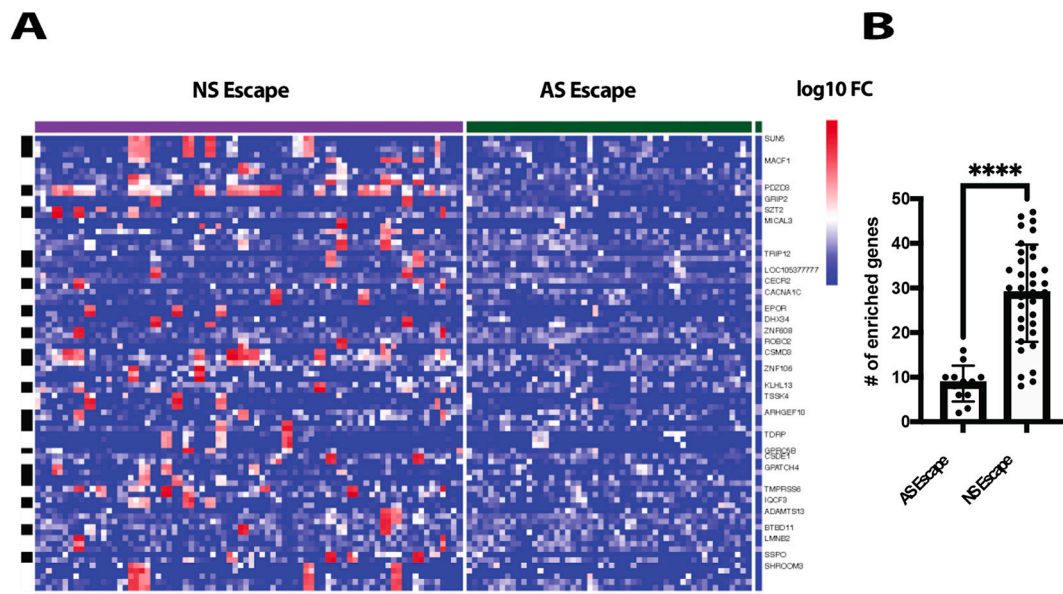 A
B
NS Escape
AS Escape
log10 FC
SUN5
MACF1
PDZD8
GRIP2
SZT2
MICAL3
TRIP12
LOC105377777
CECR2
CACNA1C
EPOR
DHX34
ZNF608
ROBO2
CSMD3
ZNF106
KLHL13
TSSK4
ARHGEF10
TDRP
GPRC5B
CSDE1
GPATCH4
TMPRSS6
IQCF3
ADAMTS13
BTBD11
LMNB2
SSPO
SHROOM3
****
# of enriched genes
50
40
30
20
10
0
AS Escape
NS Escape